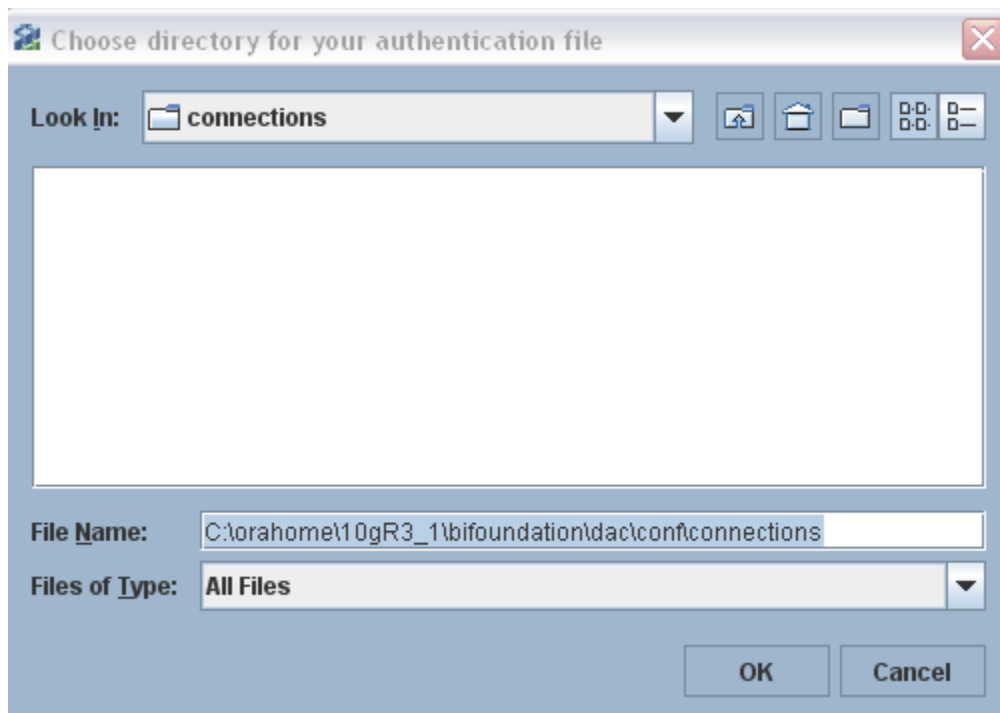 Choose directory for your authentication file
Look In: connections
File Name: C:\orahome\10gR3_1\bifoundation\dac\conf\connections
Files of Type: All Files
OK Cancel